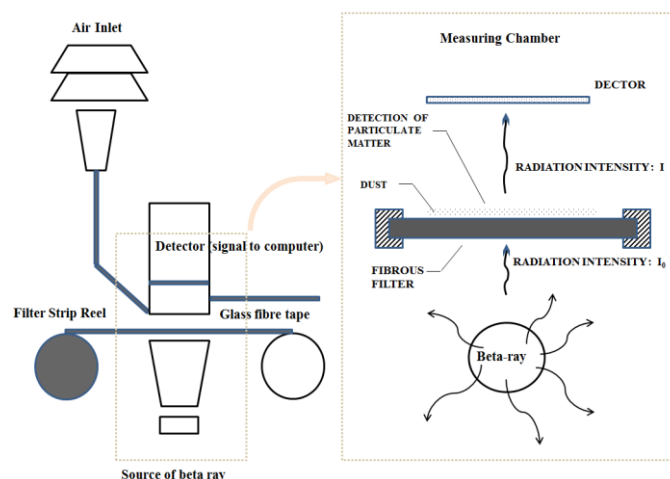 Air Inlet
Detector (signal to computer)
Filter Strip Reel
Glass fibre tape
Source of beta ray
Measuring Chamber
DECTOR
DETECTION OF
PARTICULATE
MATTER
RADIATION INTENSITY: I
DUST
FIBROUS
FILTER
RADIATION INTENSITY: I₀
Beta-ray